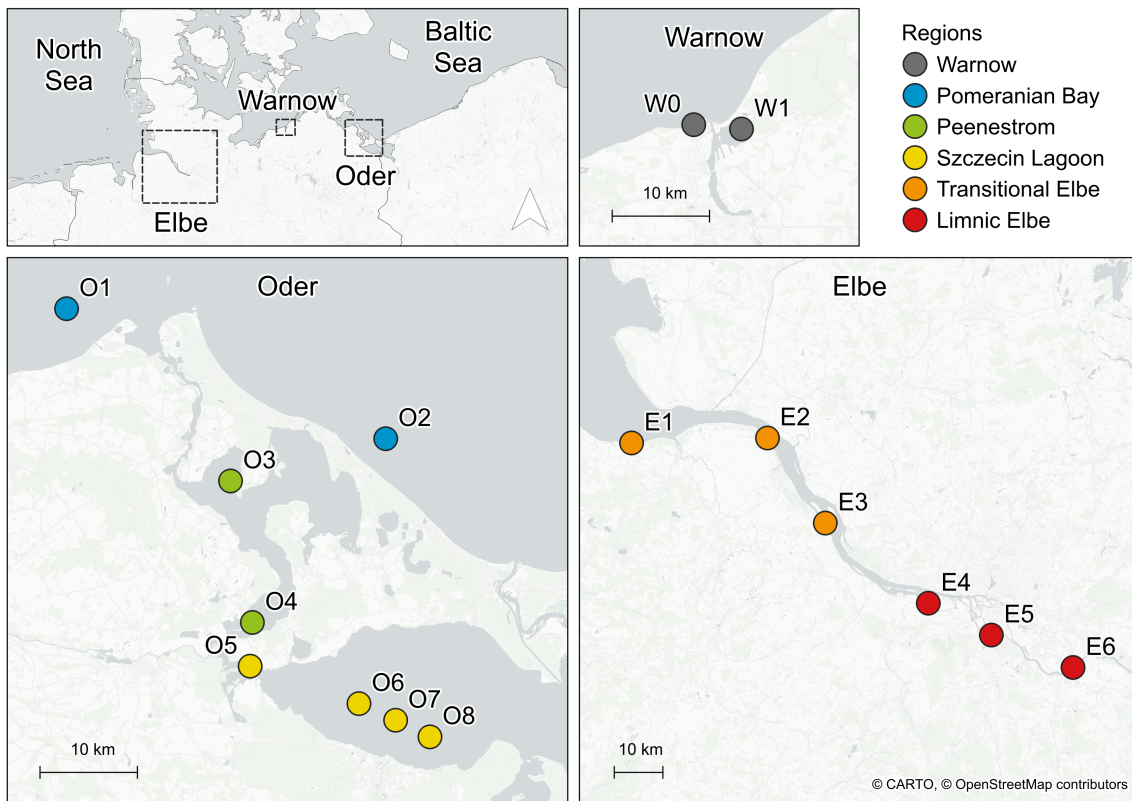 North
Sea
Baltic
Sea
Warnow
Oder
Elbe
Warnow
W0
W1
10 km
Regions
Warnow
Pomeranian Bay
Peenestrom
Szczecin Lagoon
Transitional Elbe
Limnic Elbe
Oder
O1
O2
O3
O4
O5
O6
O7
O8
10 km
Elbe
E1
E2
E3
E4
E5
E6
10 km
© CARTO, © OpenStreetMap contributors